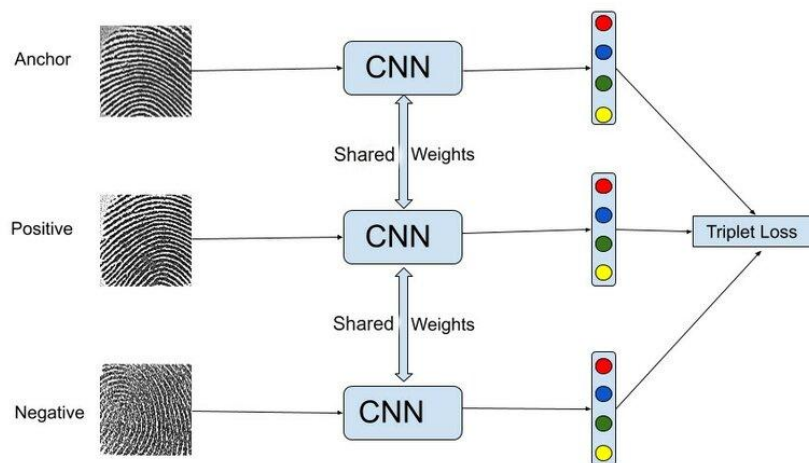 Anchor
CNN
Shared Weights
Positive
CNN
Triplet Loss
Shared Weights
Negative
CNN